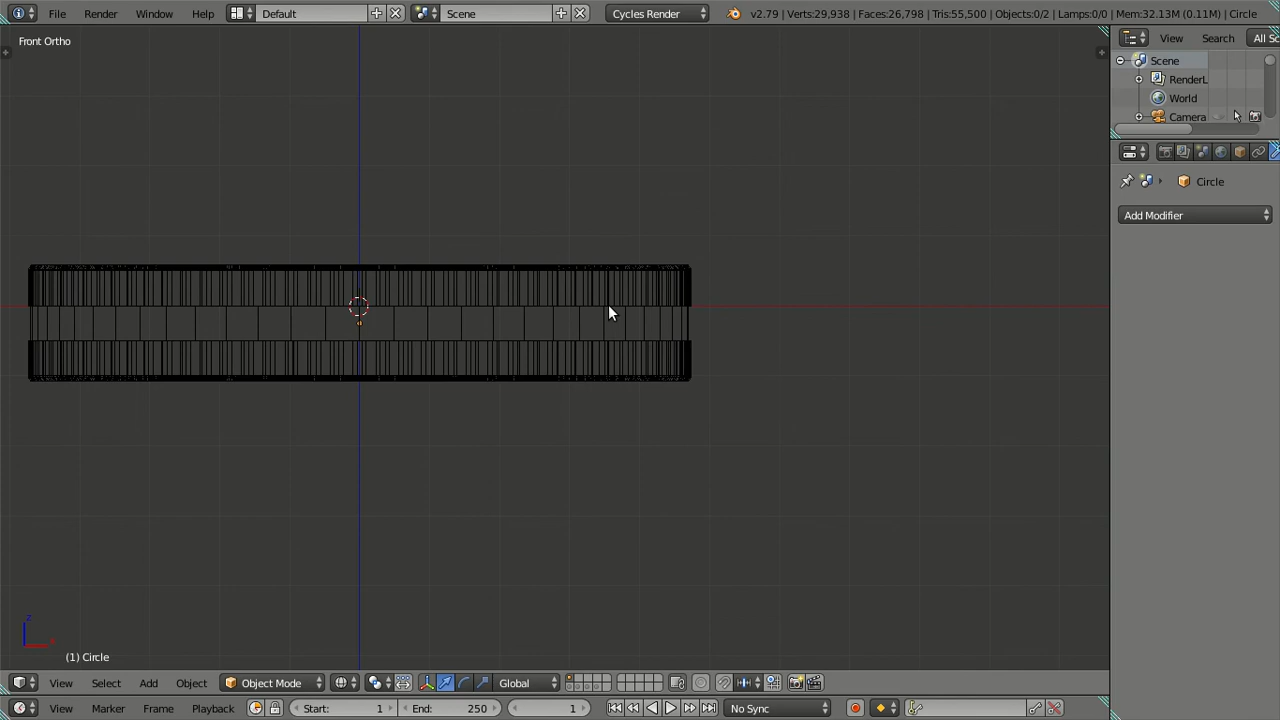 File Render Window Help Default Scene Cycles Render v2.79 | Verts:29,938 | Faces:26,798 | Tris:55,500 | Objects:0/2 | Lamps:0/0 | Mem:32.13M (0.11M) | Circle
Front Ortho
View Search All Sc
Scene
RenderL
World
Camera
Circle
Add Modifier
z
x
(1) Circle
View Select Add Object Object Mode Global
View Marker Frame Playback Start: 1 End: 250 1 No Sync